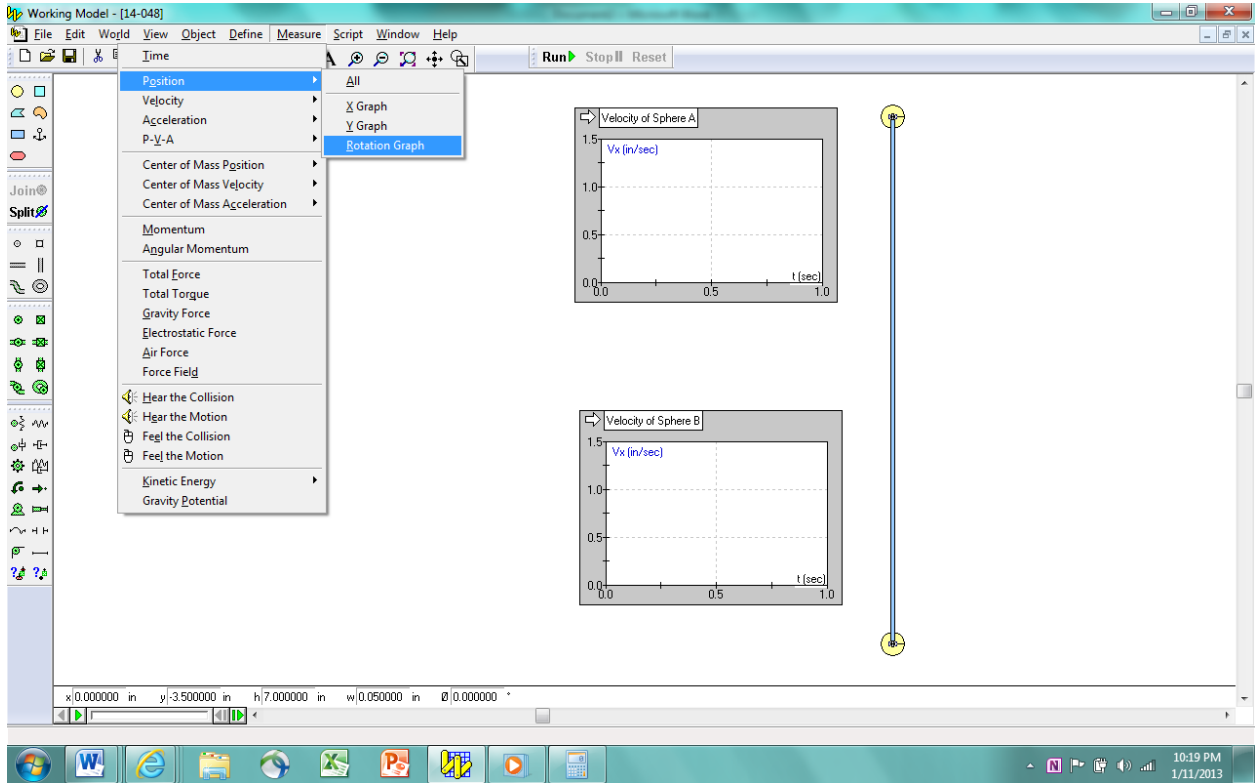 Working Model - [14-048]
File Edit World View Object Define Measure Script Window Help
Run Stop Reset
Time
Position
Velocity
Acceleration
P-V-A
Center of Mass Position
Center of Mass Velocity
Center of Mass Acceleration
Momentum
Angular Momentum
Total Force
Total Torque
Gravity Force
Electrostatic Force
Air Force
Force Field
Hear the Collision
Hear the Motion
Feel the Collision
Feel the Motion
Kinetic Energy
Gravity Potential
All
X Graph
Y Graph
Rotation Graph
Join
Split
Velocity of Sphere A
Vx (in/sec)
1.5
1.0
0.5
0.0
t (sec)
0.0 0.5 1.0
Velocity of Sphere B
Vx (in/sec)
1.5
1.0
0.5
0.0
t (sec)
0.0 0.5 1.0
x 0.000000 in y -3.500000 in h 7.000000 in w 0.050000 in Ø 0.000000 °
10:19 PM
1/11/2013